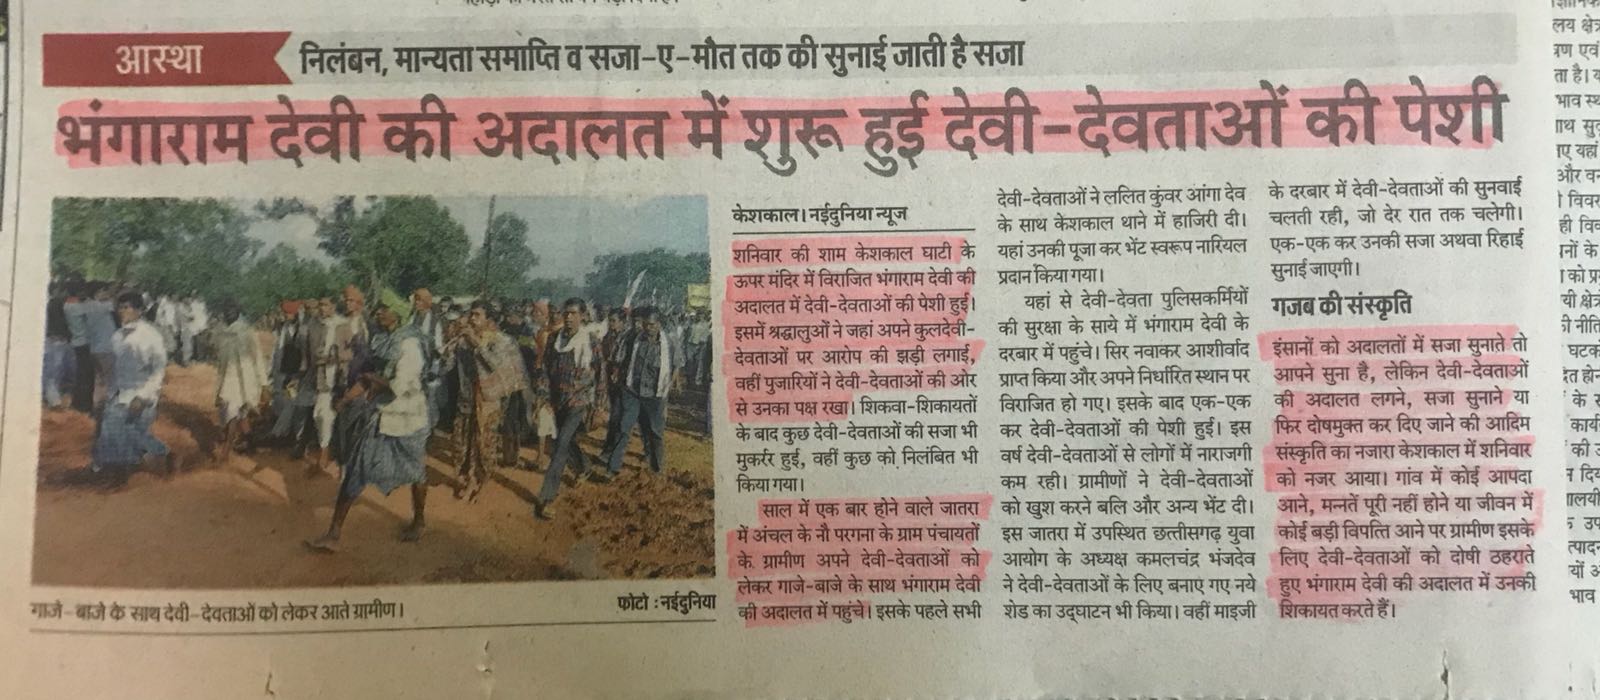 आस्था
निलंबन, मान्यता समाप्ति व सजा-ए-मौत तक की सुनाई जाती है सजा
भंगाराम देवी की अदालत में शुरू हुई देवी-देवताओं की पेशी
गाजे-बाजे के साथ देवी-देवताओं को लेकर आते ग्रामीण।
फोटो : नईदुनिया
केशकाल। नईदुनिया न्यूज
शनिवार की शाम केशकाल घाटी के
ऊपर मंदिर में विराजित भंगाराम देवी की
अदालत में देवी-देवताओं की पेशी हुई।
इसमें श्रद्धालुओं ने जहां अपने कुलदेवी-
देवताओं पर आरोप की झड़ी लगाई,
वहीं पुजारियों ने देवी-देवताओं की ओर
से उनका पक्ष रखा। शिकवा-शिकायतों
के बाद कुछ देवी-देवताओं की सजा भी
मुकर्रर हुई, वहीं कुछ को निलंबित भी
किया गया।
साल में एक बार होने वाले जातरा
में अंचल के नौ परगना के ग्राम पंचायतों
के ग्रामीण अपने देवी-देवताओं को
लेकर गाजे-बाजे के साथ भंगाराम देवी
की अदालत में पहुंचे। इसके पहले सभी
देवी-देवताओं ने ललित कुंवर आंगा देव
के साथ केशकाल थाने में हाजिरी दी।
यहां उनकी पूजा कर भेंट स्वरूप नारियल
प्रदान किया गया।
यहां से देवी-देवता पुलिसकर्मियों
की सुरक्षा के साये में भंगाराम देवी के
दरबार में पहुंचे। सिर नवाकर आशीर्वाद
प्राप्त किया और अपने निर्धारित स्थान पर
विराजित हो गए। इसके बाद एक-एक
कर देवी-देवताओं की पेशी हुई। इस
वर्ष देवी-देवताओं से लोगों में नाराजगी
कम रही। ग्रामीणों ने देवी-देवताओं
को खुश करने बलि और अन्य भेंट दी।
इस जातरा में उपस्थित छत्तीसगढ़ युवा
आयोग के अध्यक्ष कमलचंद्र भंजदेव
ने देवी-देवताओं के लिए बनाए गए नये
शेड का उद्घाटन भी किया। वहीं माइजी
के दरबार में देवी-देवताओं की सुनवाई
चलती रही, जो देर रात तक चलेगी।
एक-एक कर उनकी सजा अथवा रिहाई
सुनाई जाएगी।
गजब की संस्कृति
इंसानों को अदालतों में सजा सुनाते तो
आपने सुना है, लेकिन देवी-देवताओं
की अदालत लगने, सजा सुनाने या
फिर दोषमुक्त कर दिए जाने की आदिम
संस्कृति का नजारा केशकाल में शनिवार
को नजर आया। गांव में कोई आपदा
आने, मन्नतें पूरी नहीं होने या जीवन में
कोई बड़ी विपत्ति आने पर ग्रामीण इसके
लिए देवी-देवताओं को दोषी ठहराते
हुए भंगाराम देवी की अदालत में उनकी
शिकायत करते हैं।